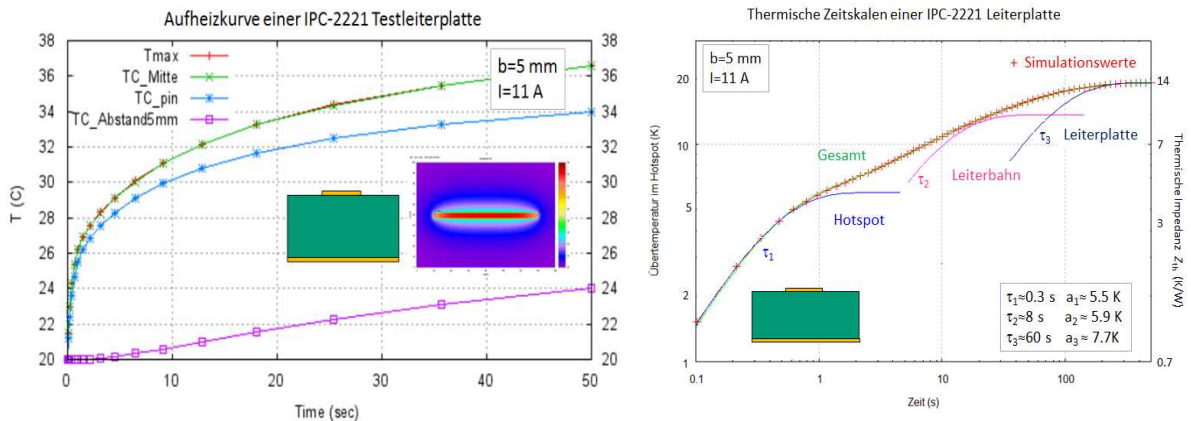 Aufheizkurve einer IPC-2221 Testleiterplatte
38
36
34
32
30
28
26
24
22
20
T (C)
Tmax
TC_Mitte
TC_pin
TC_Abstand5mm
b=5 mm
I=11 A
0
10
20
30
40
50
Time (sec)
Thermische Zeitskalen einer IPC-2221 Leiterplatte
Übertemperatur im Hotspot (K)
20
10
5
2
1
b=5 mm
I=11 A
+ Simulationswerte
Gesamt
τ3 Leiterplatte
τ2 Leiterbahn
τ1 Hotspot
τ1≈0.3 s a1≈ 5.5 K
τ2≈8 s a2≈ 5.9 K
τ3≈60 s a3≈ 7.7K
14
7
3
0.7
Thermische Impedanz Zth (K/W)
0.1
1
10
100
Zeit (s)